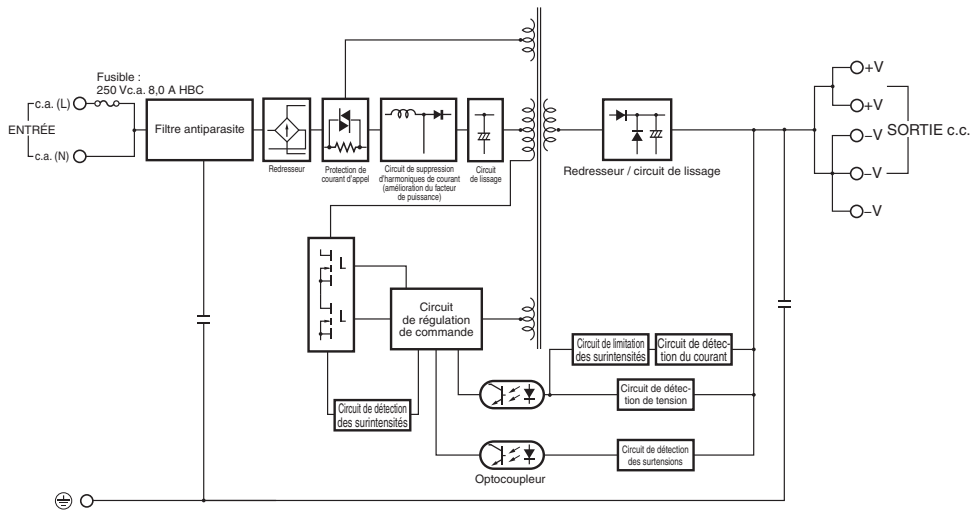 Fusible :
250 Vc.a. 8,0 A HBC
c.a. (L)
ENTRÉE
c.a. (N)
Filtre antiparasite
Redresseur
Protection de
courant d'appel
Circuit de suppression
d'harmoniques de courant
(amélioration du facteur
de puissance)
Circuit
de lissage
Redresseur / circuit de lissage
+V
+V
–V
–V
–V
SORTIE c.c.
Circuit
de régulation
de commande
Circuit de détection
des surintensités
Circuit de limitation
des surintensités
Circuit de détec-
tion du courant
Circuit de détec-
tion de tension
Circuit de détection
des surtensions
Optocoupleur